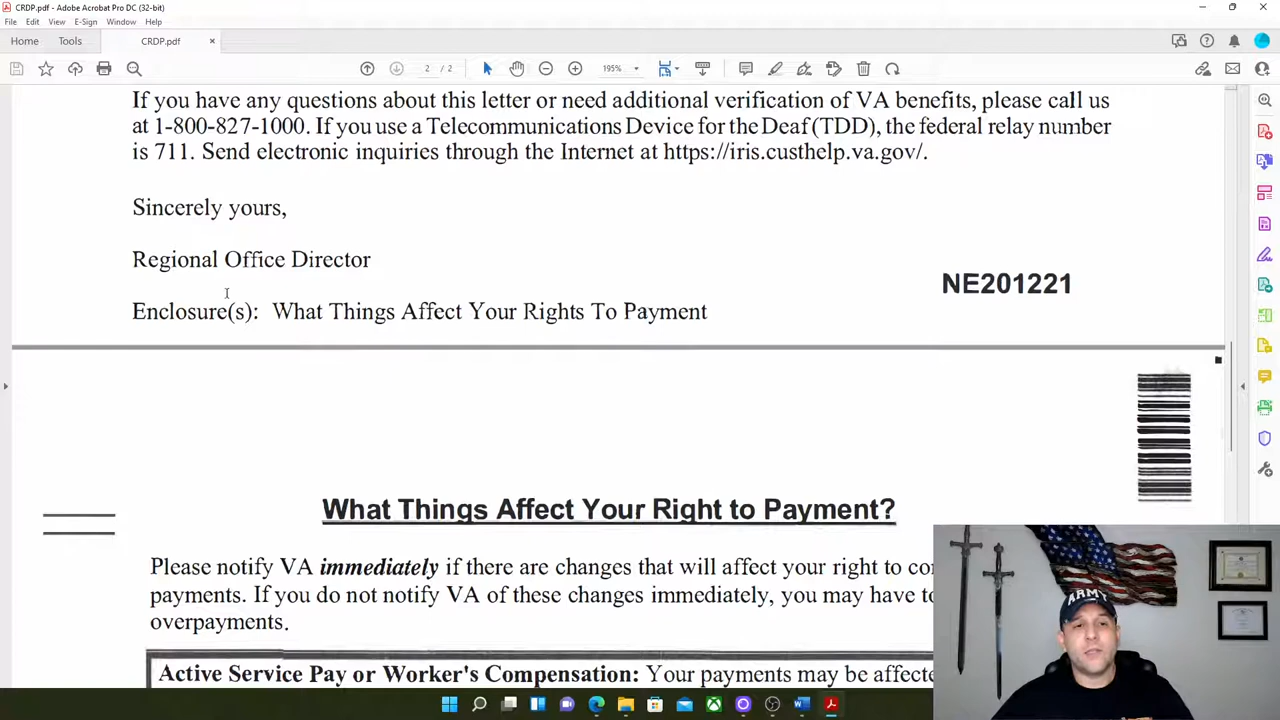 CRDP.pdf - Adobe Acrobat Pro DC (32-bit)
File Edit View E-Sign Window Help
Home Tools CRDP.pdf ×
2 / 2 195%
If you have any questions about this letter or need additional verification of VA benefits, please call us
at 1-800-827-1000. If you use a Telecommunications Device for the Deaf (TDD), the federal relay number
is 711. Send electronic inquiries through the Internet at https://iris.custhelp.va.gov/.
Sincerely yours,
Regional Office Director
NE201221
Enclosure(s): What Things Affect Your Rights To Payment
What Things Affect Your Right to Payment?
Please notify VA immediately if there are changes that will affect your right to
payments. If you do not notify VA of these changes immediately, you may have to
overpayments.
Active Service Pay or Worker's Compensation: Your payments may be
ARMY